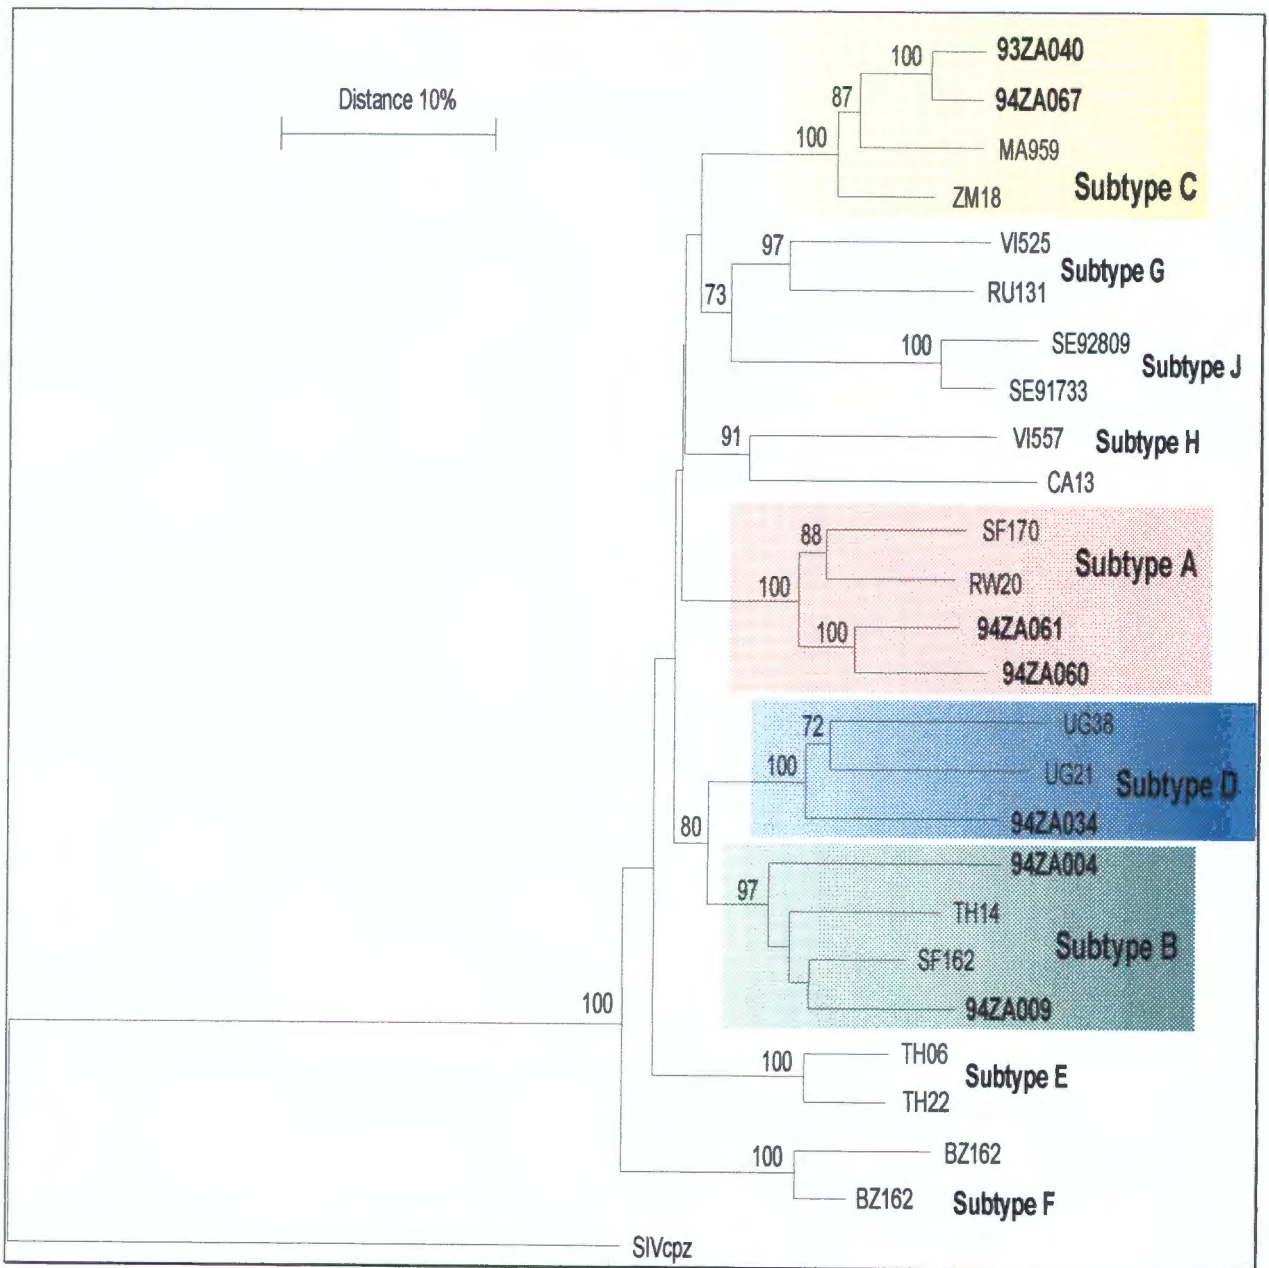 93ZA040
100
Distance 10%
87
94ZA067
100
MA959
Subtype C
ZM18
97
VI525
Subtype G
73
RU131
100
SE92809
Subtype J
SE91733
91
VI557
Subtype H
CA13
88
SF170
Subtype A
100
RW20
100
94ZA061
94ZA060
72
UG38
100
UG21
Subtype D
80
94ZA034
94ZA004
97
TH14
Subtype B
SF162
100
94ZA009
100
TH06
Subtype E
TH22
100
BZ162
BZ162
Subtype F
SIVcpz